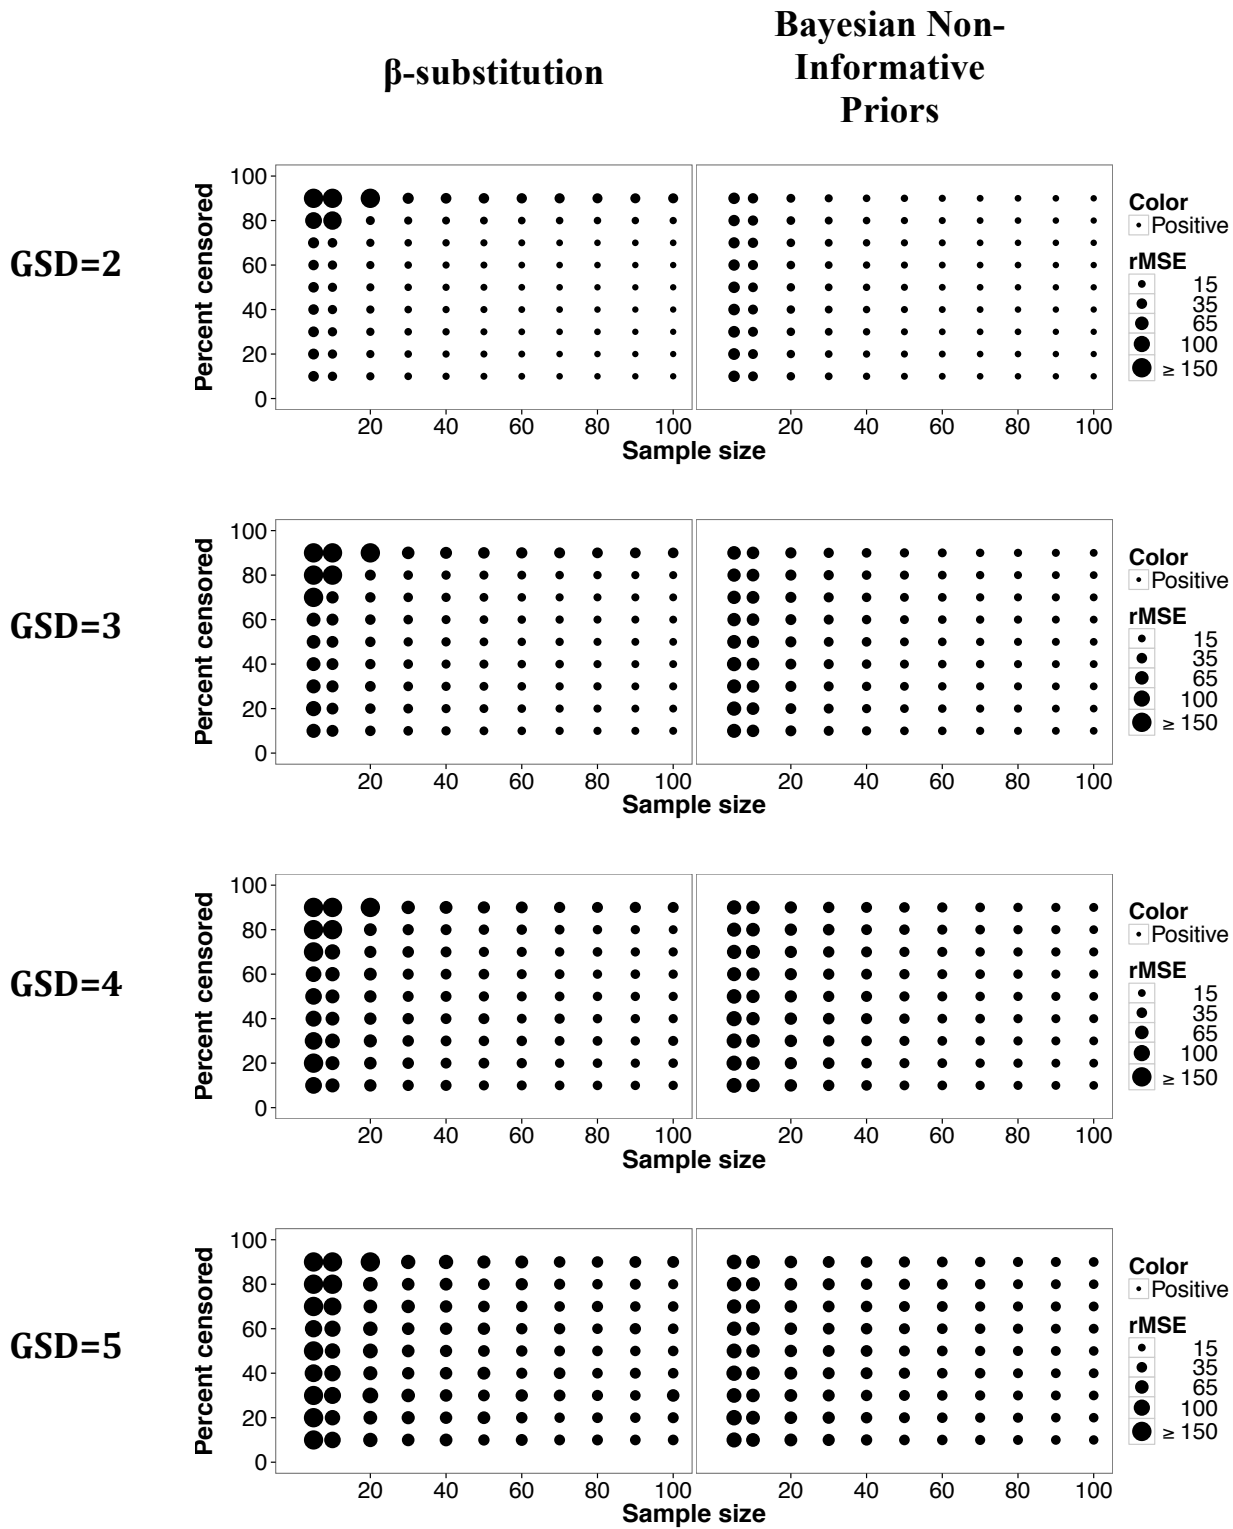 β-substitution
Bayesian Non-
Informative
Priors
GSD=2
Percent censored
100
80
60
40
20
0
20 40 60 80 100 20 40 60 80 100
Sample size
Color
Positive
rMSE
15
35
65
100
≥ 150
GSD=3
Percent censored
100
80
60
40
20
0
20 40 60 80 100 20 40 60 80 100
Sample size
Color
Positive
rMSE
15
35
65
100
≥ 150
GSD=4
Percent censored
100
80
60
40
20
0
20 40 60 80 100 20 40 60 80 100
Sample size
Color
Positive
rMSE
15
35
65
100
≥ 150
GSD=5
Percent censored
100
80
60
40
20
0
20 40 60 80 100 20 40 60 80 100
Sample size
Color
Positive
rMSE
15
35
65
100
≥ 150